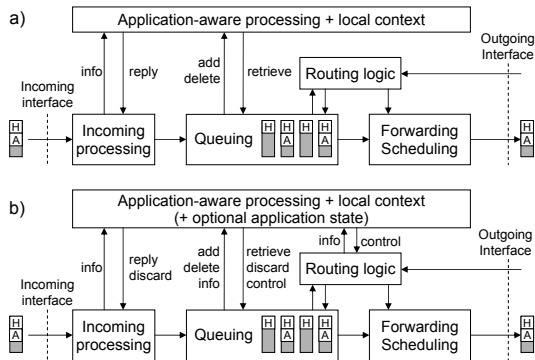 a)
Application-aware processing + local context
Outgoing
Interface
Incoming
interface
info
reply
add
delete
retrieve
Routing logic
H
A
Incoming
processing
Queuing
H
H
A
H
H
A
Forwarding
Scheduling
H
A
b)
Application-aware processing + local context
(+ optional application state)
Outgoing
Interface
Incoming
interface
info
reply
discard
add
delete
info
retrieve
discard
control
info
control
Routing logic
H
A
Incoming
processing
Queuing
H
H
A
H
H
A
Forwarding
Scheduling
H
A